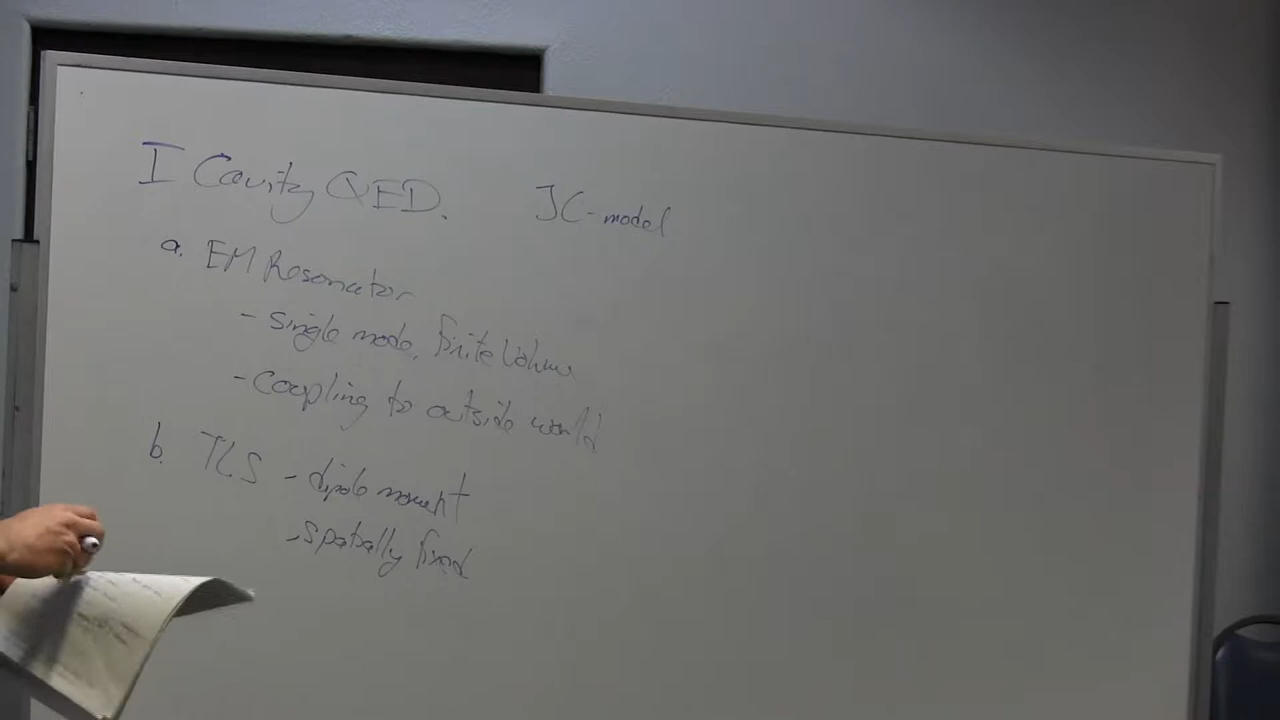 I Cavity QED. JC-model
a. EM Resonator
- single mode, finite Volume
- coupling to outside world
b. TLS - dipole moment
- spatially fixed